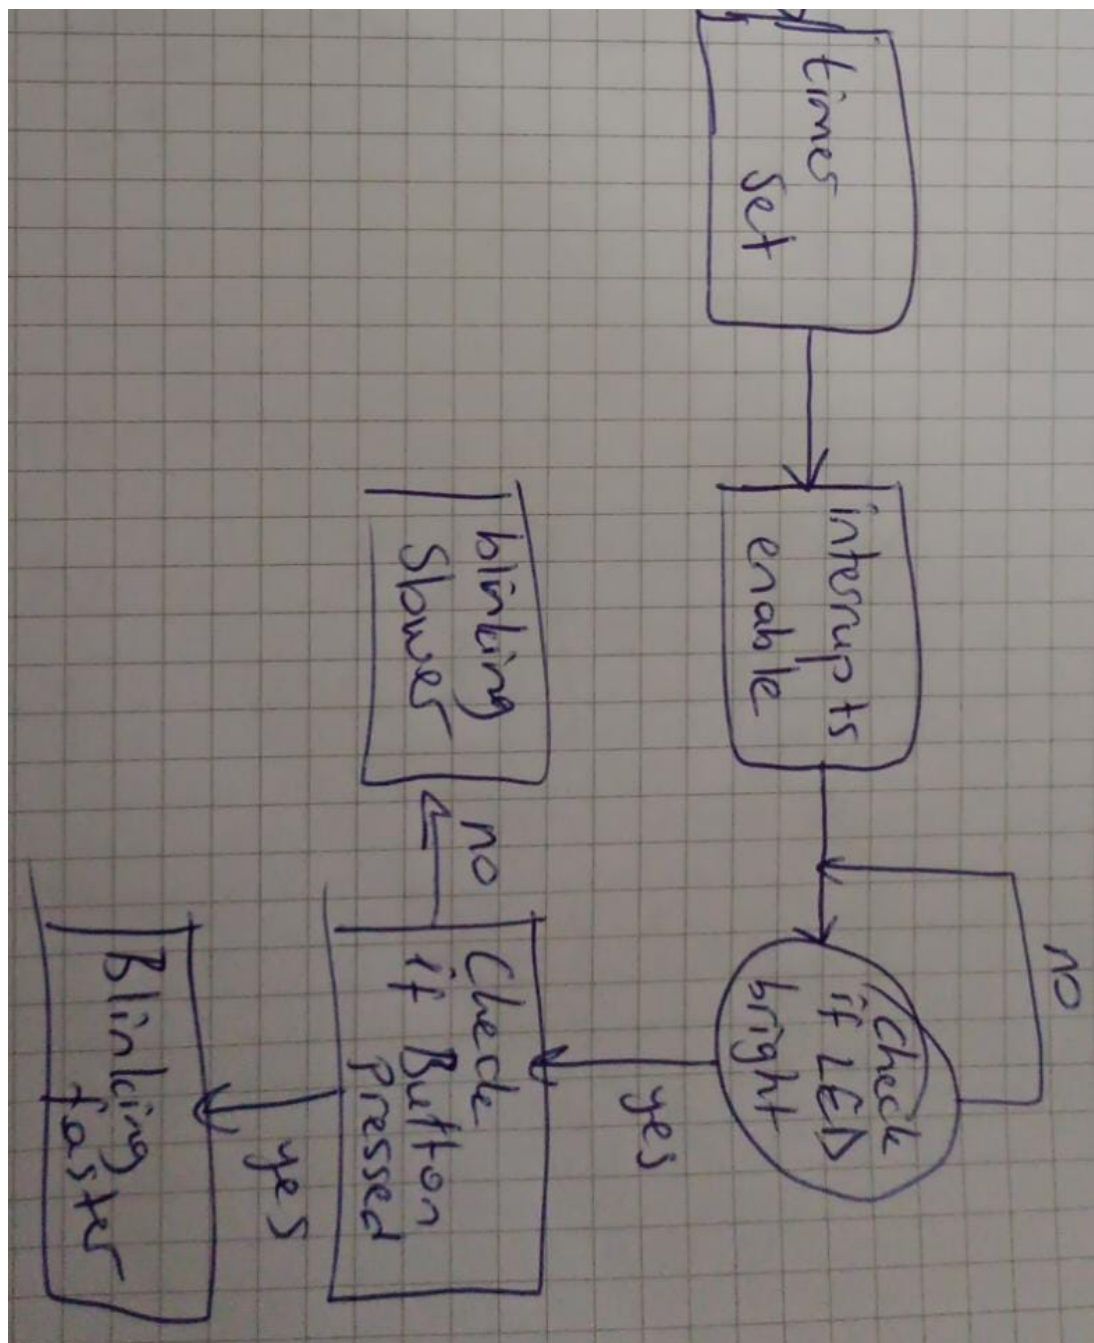 timer
set
interrupts
enable
no
Check
if LED
bright
yes
Check
if Button
pressed
no
blinking
Slower
yes
Blinking
faster